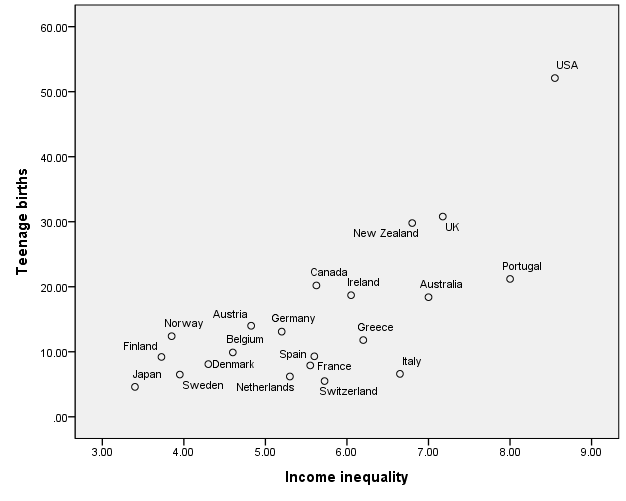 60.00
USA
50.00
40.00
Teenage births
30.00
New Zealand
UK
Portugal
Canada
Ireland
Australia
20.00
Austria
Germany
Norway
Greece
Belgium
Finland
Spain
10.00
Denmark
France
Italy
Japan
Sweden
Netherlands
Switzerland
.00
3.00 4.00 5.00 6.00 7.00 8.00 9.00
Income inequality